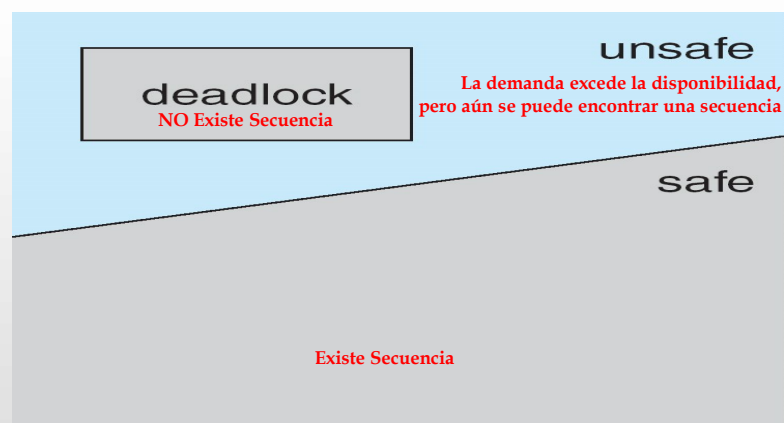 unsafe
La demanda excede la disponibilidad,
pero aún se puede encontrar una secuencia
deadlock
NO Existe Secuencia
safe
Existe Secuencia